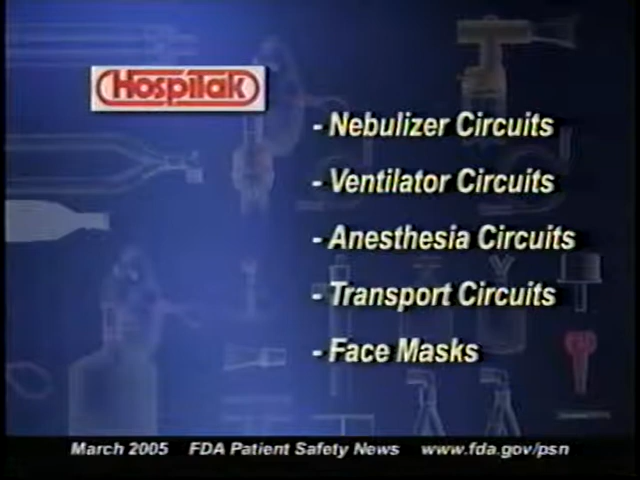 Hospitak
- Nebulizer Circuits
- Ventilator Circuits
- Anesthesia Circuits
- Transport Circuits
- Face Masks
March 2005 FDA Patient Safety News www.fda.gov/psn